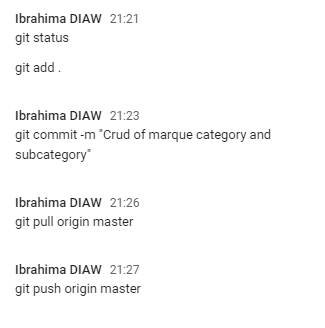 Ibrahima DIAW 21:21
git status
git add .
Ibrahima DIAW 21:23
git commit -m "Crud of marque category and
subcategory"
Ibrahima DIAW 21:26
git pull origin master
Ibrahima DIAW 21:27
git push origin master